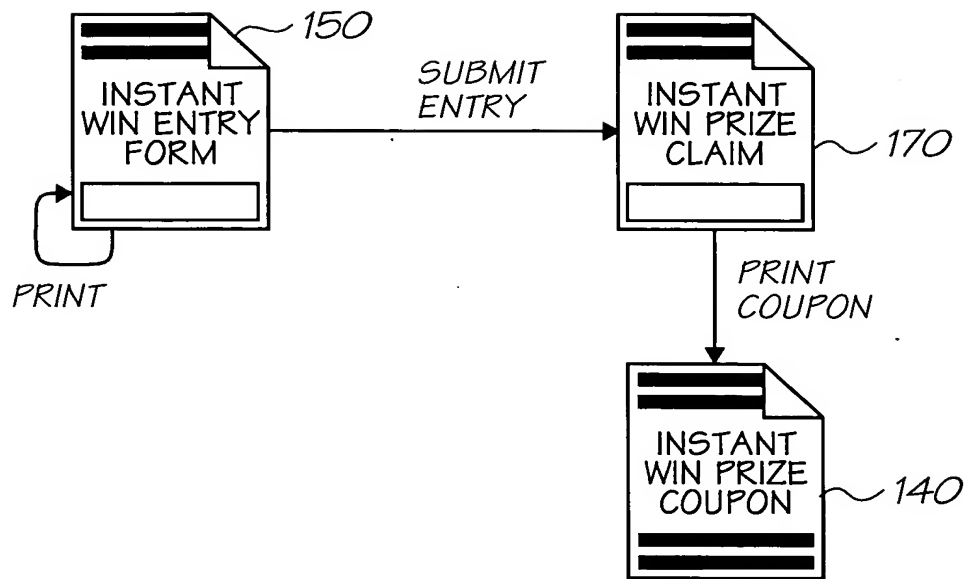 150
INSTANT
WIN ENTRY
FORM
PRINT
SUBMIT
ENTRY
INSTANT
WIN PRIZE
CLAIM
170
PRINT
COUPON
INSTANT
WIN PRIZE
COUPON
140